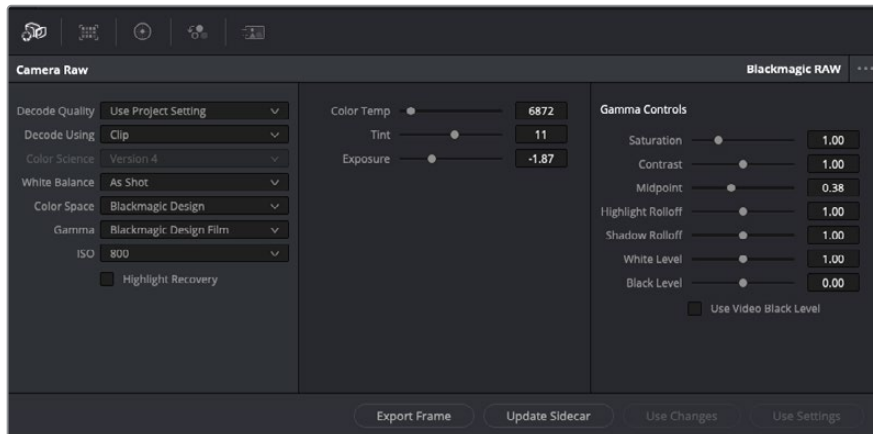 Camera Raw
Blackmagic RAW
Decode Quality Use Project Setting
Decode Using Clip
Color Science Version 4
White Balance As Shot
Color Space Blackmagic Design
Gamma Blackmagic Design Film
ISO 800
Highlight Recovery
Color Temp 6872
Tint 11
Exposure -1.87
Gamma Controls
Saturation 1.00
Contrast 1.00
Midpoint 0.38
Highlight Rolloff 1.00
Shadow Rolloff 1.00
White Level 1.00
Black Level 0.00
Use Video Black Level
Export Frame
Update Sidecar
Use Changes
Use Settings